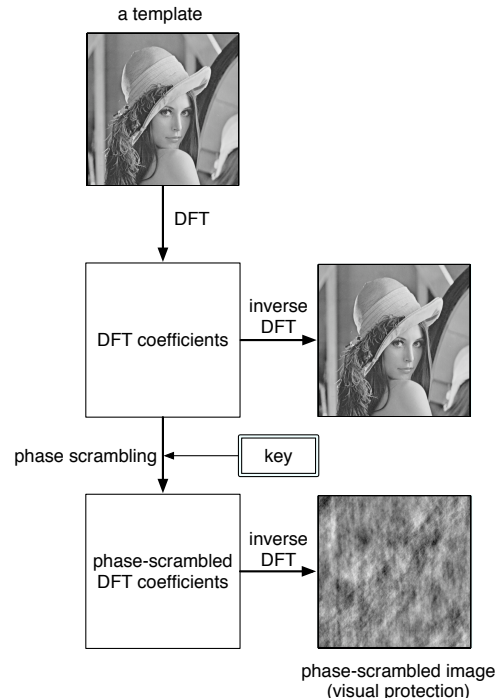 a template
DFT
DFT coefficients
inverse
DFT
phase scrambling
key
phase-scrambled
DFT coefficients
inverse
DFT
phase-scrambled image
(visual protection)